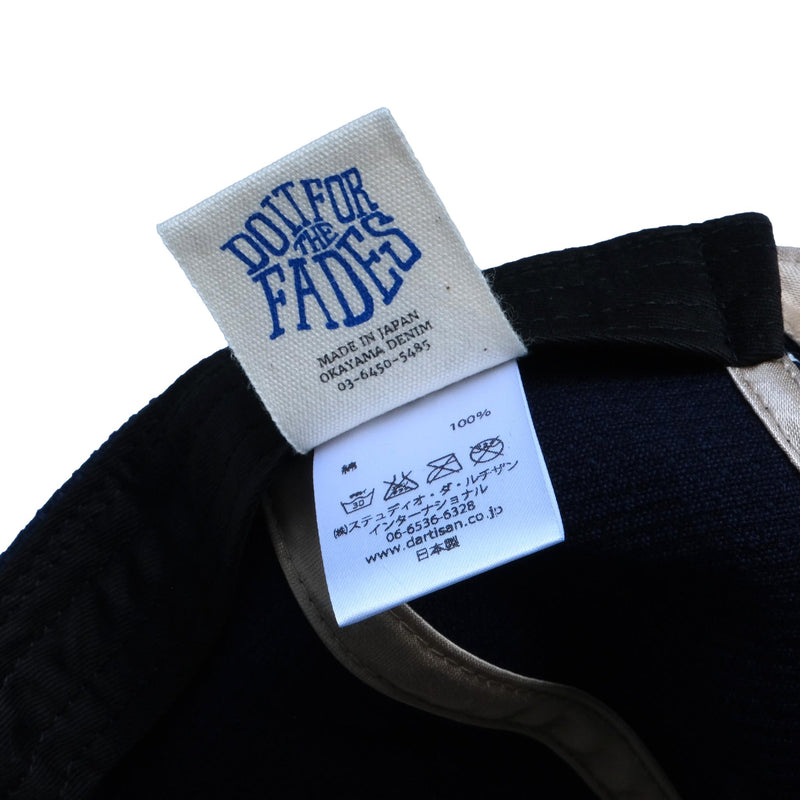 DO IT FOR
THE
FADES
MADE IN JAPAN
OKAYAMA DENIM
03-6450-5485
100%
綿
30
(株)ステュディオ・ダ・ルチザン
インターナショナル
06-6536-6328
www.dartisan.co.jp
日本製